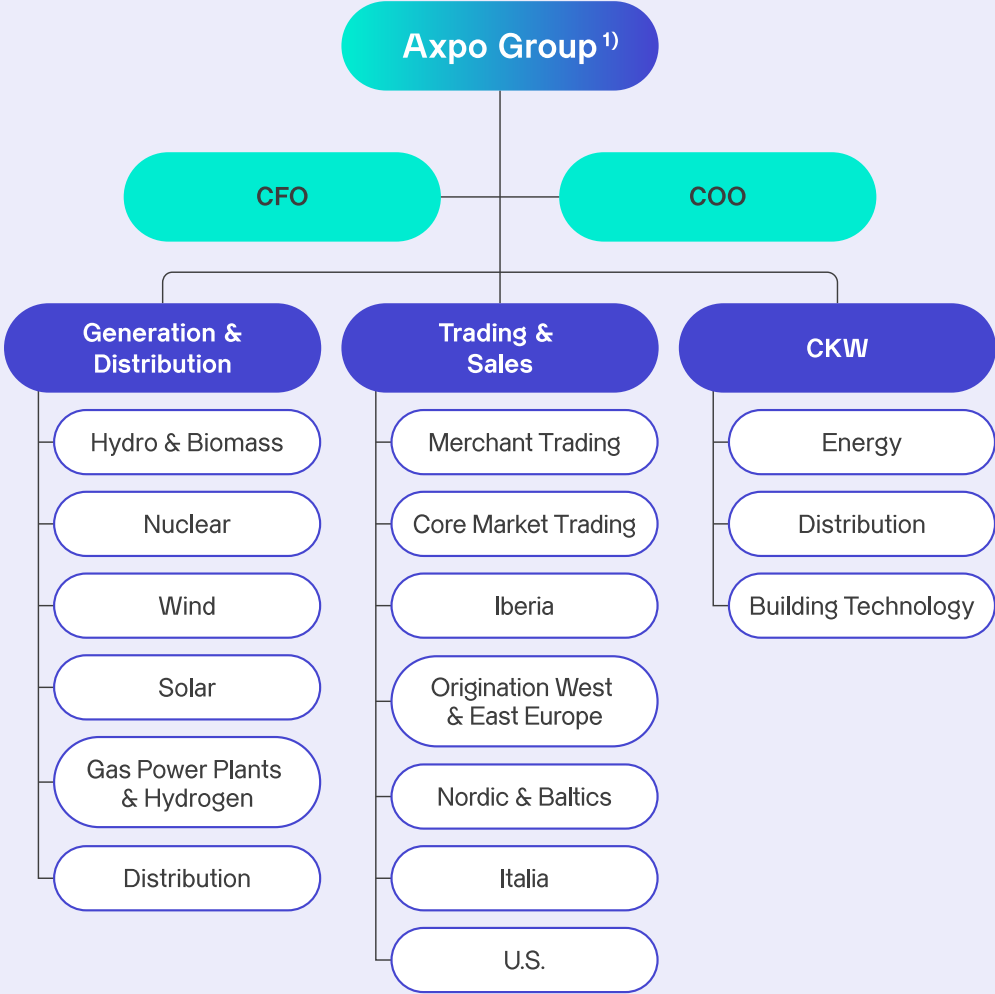 Axpo Group 1)
CFO
COO
Generation &
Distribution
Hydro & Biomass
Nuclear
Wind
Solar
Gas Power Plants
& Hydrogen
Distribution
Trading &
Sales
Merchant Trading
Core Market Trading
Iberia
Origination West
& East Europe
Nordic & Baltics
Italia
U.S.
CKW
Energy
Distribution
Building Technology